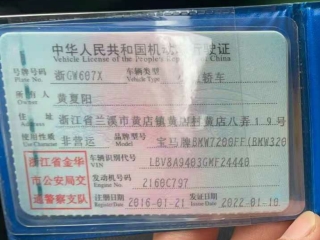 中华人民共和国机动车行驶证
Vehicle License of the People's Republic of China
号牌号码 浙GW607X 车辆类型 轿车
Plate No. Vehicle Type
所有人 黄夏阳
Owner
住址 浙江省兰溪市黄店镇黄店村黄店八弄19号
Address
使用性质 非营运 品牌型号 宝马牌BMW7200FF(BMW320
Use Character Model
浙江省金华
市公安局交
通警察支队
车辆识别代号 LBV8A9403GMF24440
VIN
发动机号码 Z160C797
Engine No.
注册日期 2016-01-21 发证日期 2022-01-10
Register Date Issue Date